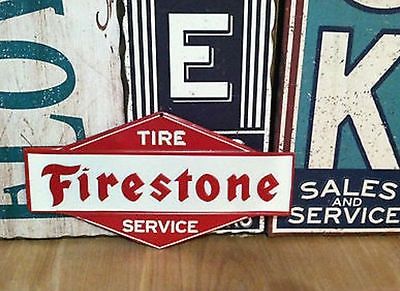 E
K
TIRE
Firestone
SERVICE
SALES
AND
SERVICE